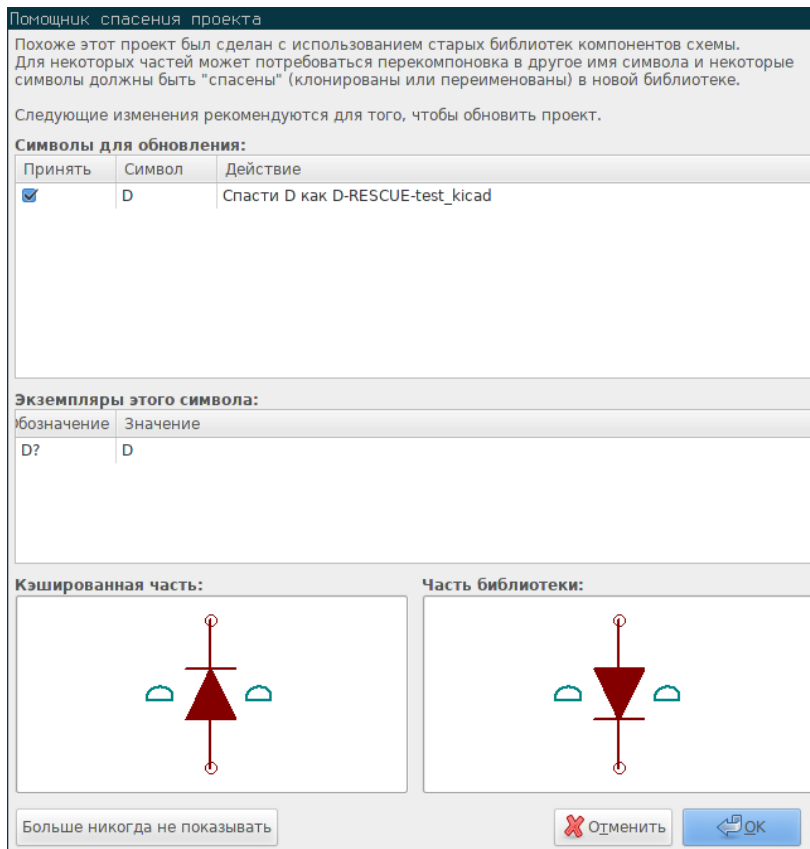 Помощник спасения проекта
Похоже этот проект был сделан с использованием старых библиотек компонентов схемы.
Для некоторых частей может потребоваться перекомпоновка в другое имя символа и некоторые
символы должны быть "спасены" (клонированы или переименованы) в новой библиотеке.
Следующие изменения рекомендуются для того, чтобы обновить проект.
Символы для обновления:
Принять Символ Действие
D Спасти D как D-RESCUE-test_kicad
Экземпляры этого символа:
Обозначение Значение
D? D
Кэшированная часть: Часть библиотеки:
D D D D
Больше никогда не показывать Отменить OK